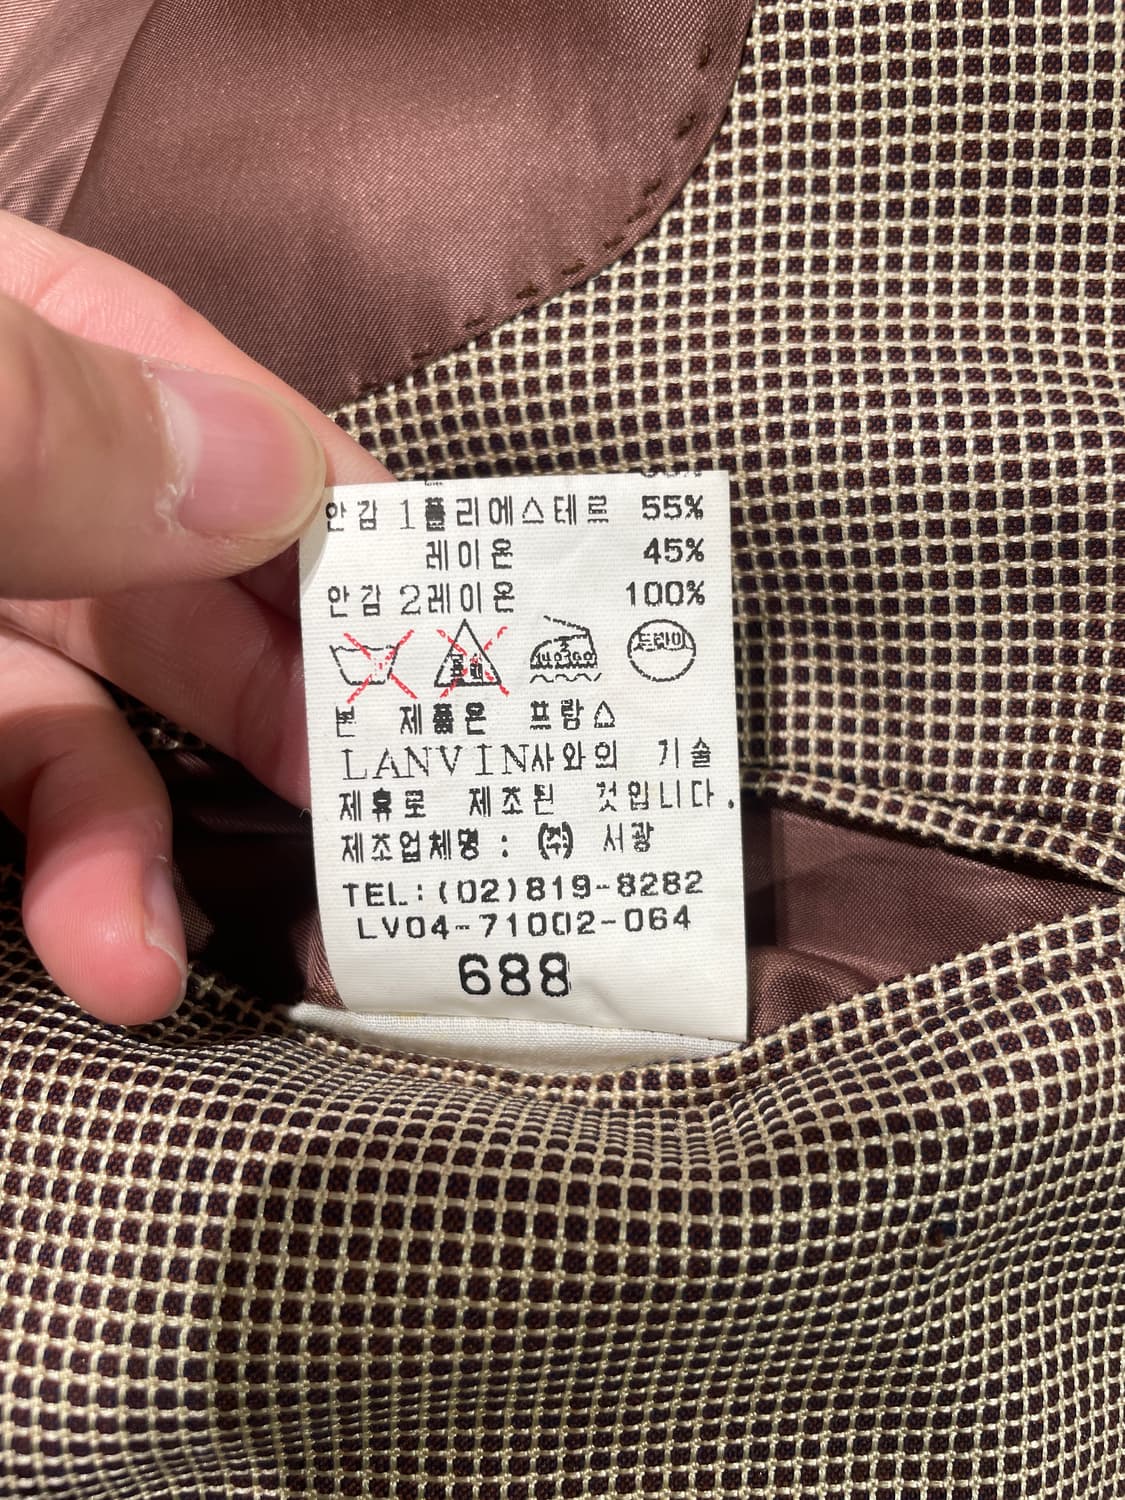 안감 1폴리에스테르 55%
레이온 45%
안감 2레이온 100%
드라이
본 제품은 프랑스
LANVIN사와의 기술
제휴로 제조된 것입니다.
제조업체명 : (주) 서광
TEL:(02)819-8282
LV04-71002-064
688